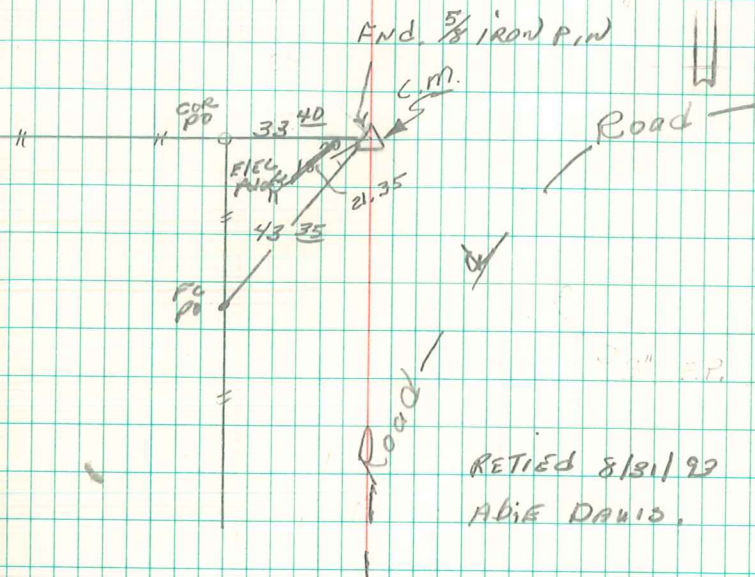 FNd. 5/8 iRON PiN
C.M.
COR
PO
33 40
Road
ElEC
21.35
43 35
PO
Road
RETiEd 8/31/93
AbiE DAVIS.